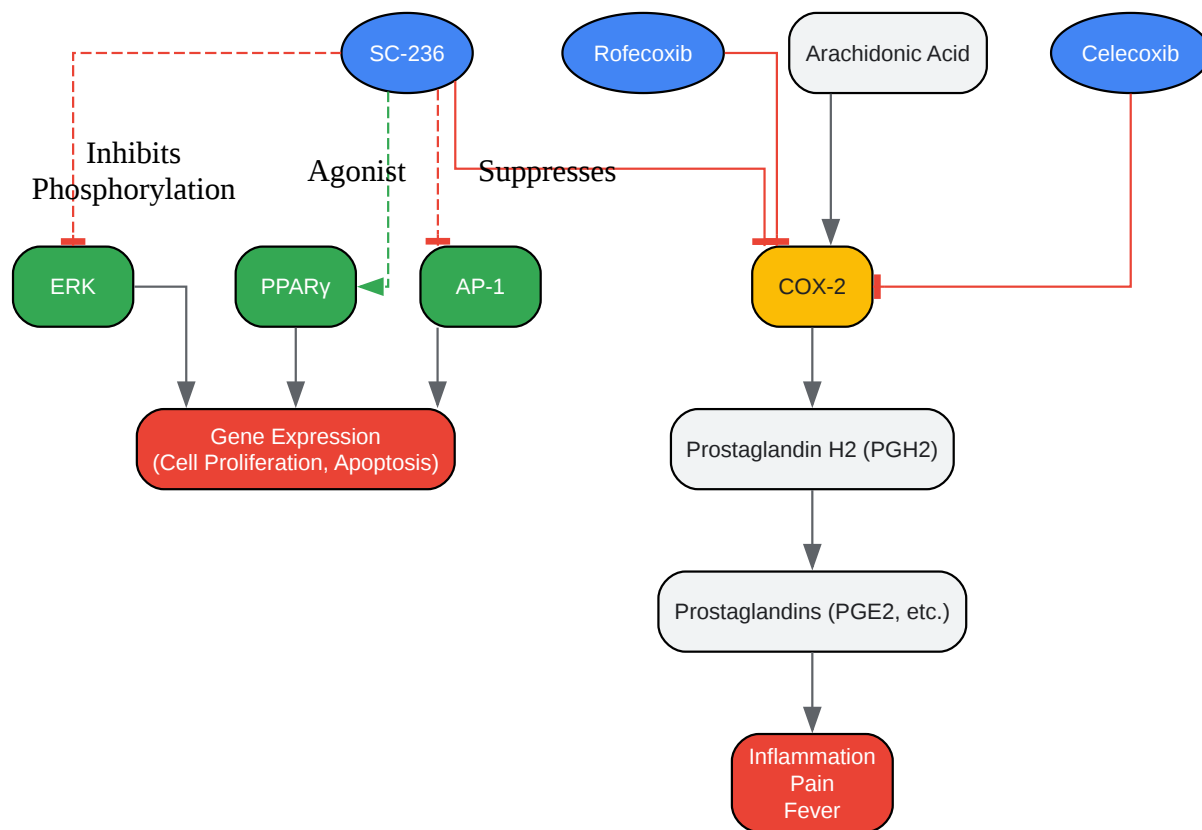 SC-236
Rofecoxib
Arachidonic Acid
Celecoxib
Inhibits
Phosphorylation
Agonist
Suppresses
ERK
PPARγ
AP-1
COX-2
Gene Expression
(Cell Proliferation, Apoptosis)
Prostaglandin H2 (PGH2)
Prostaglandins (PGE2, etc.)
Inflammation
Pain
Fever